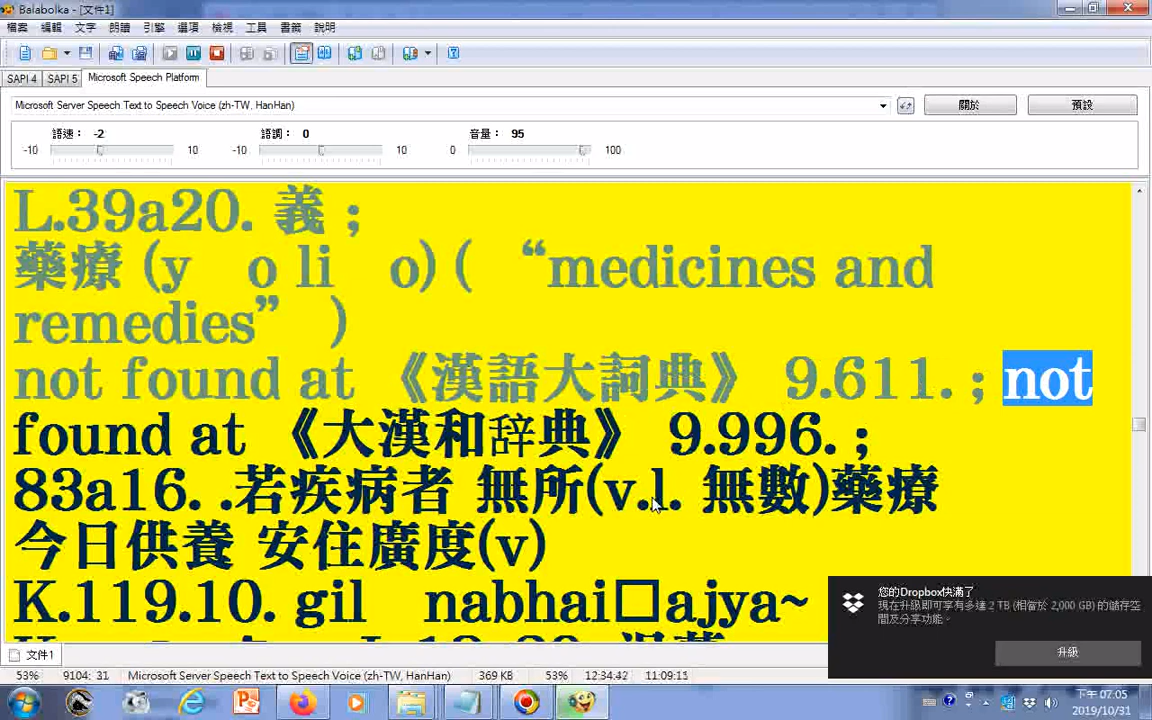 Balabolka - [文件1]
檔案 編輯 文字 朗讀 引擎 選項 檢視 工具 書籤 說明
SAPI 4 SAPI 5 Microsoft Speech Platform
Microsoft Server Speech Text to Speech Voice (zh-TW, HanHan) 關於 預設
語速： -2 語調： 0 音量： 95
-10 10 -10 10 0 100
L.39a20. 義 ;
藥療 (y o li o) ( “medicines and
remedies” )
not found at 《漢語大詞典》 9.611. ; not
found at 《大漢和辞典》 9.996. ;
83a16. .若疾病者 無所(v.l. 無數)藥療
今日供養 安住廣度(v)
K.119.10. gil nabhai□ajya~
您的Dropbox快滿了
現在升級即可享有多達 2 TB (相當於 2,000 GB) 的儲存空
間及分享功能。
升級
文件1
53% 9104: 31 Microsoft Server Speech Text to Speech Voice (zh-TW, HanHan) 369 KB 53% 12:34:42 11:09:13
下午 07:05
2019/10/31